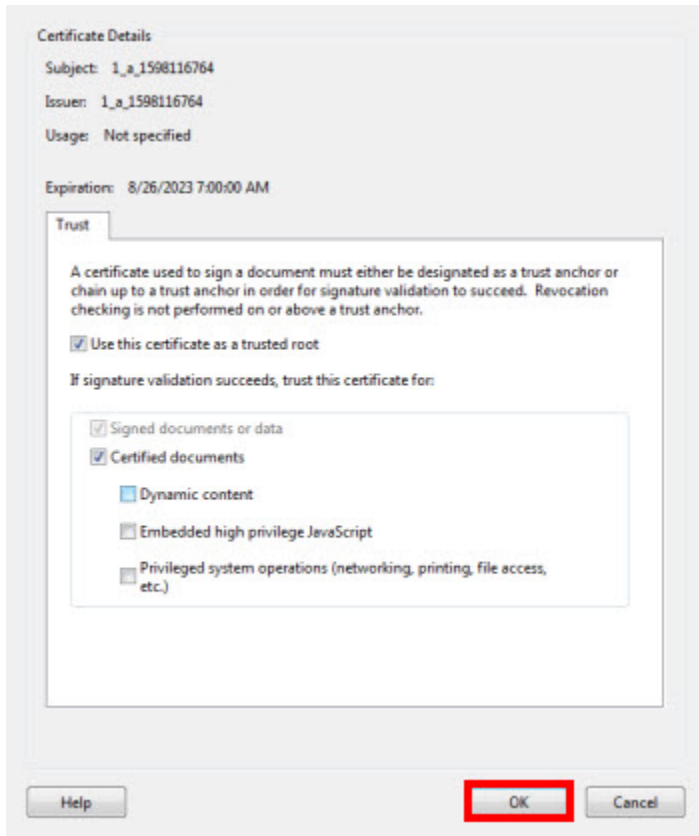 Certificate Details
Subject: 1_a_1598116764
Issuer: 1_a_1598116764
Usage: Not specified
Expiration: 8/26/2023 7:00:00 AM
Trust
A certificate used to sign a document must either be designated as a trust anchor or
chain up to a trust anchor in order for signature validation to succeed. Revocation
checking is not performed on or above a trust anchor.
Use this certificate as a trusted root
If signature validation succeeds, trust this certificate for:
Signed documents or data
Certified documents
Dynamic content
Embedded high privilege JavaScript
Privileged system operations (networking, printing, file access,
etc.)
Help OK Cancel